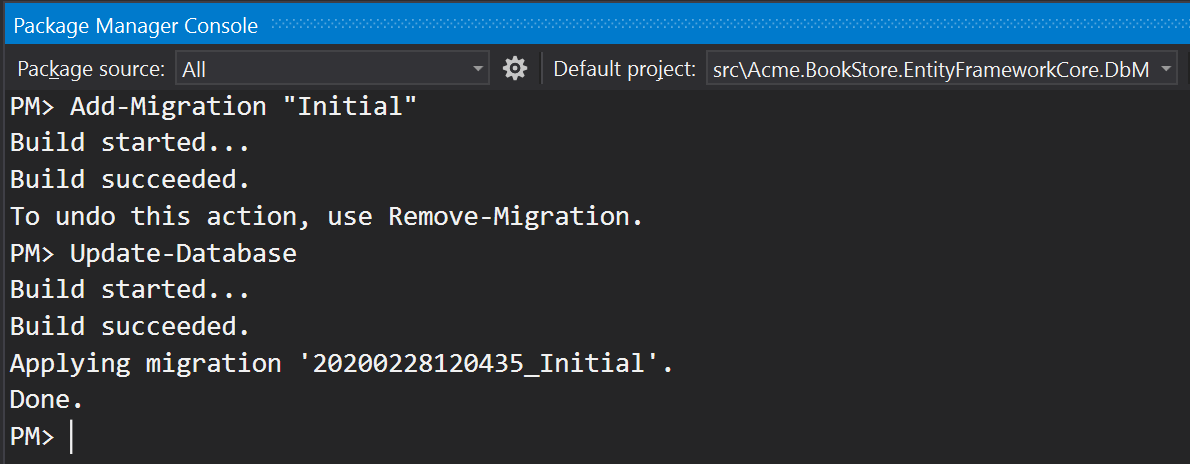 Package Manager Console
Package source: All Default project: src\Acme.BookStore.EntityFrameworkCore.DbM
PM> Add-Migration "Initial"
Build started...
Build succeeded.
To undo this action, use Remove-Migration.
PM> Update-Database
Build started...
Build succeeded.
Applying migration '20200228120435_Initial'.
Done.
PM>